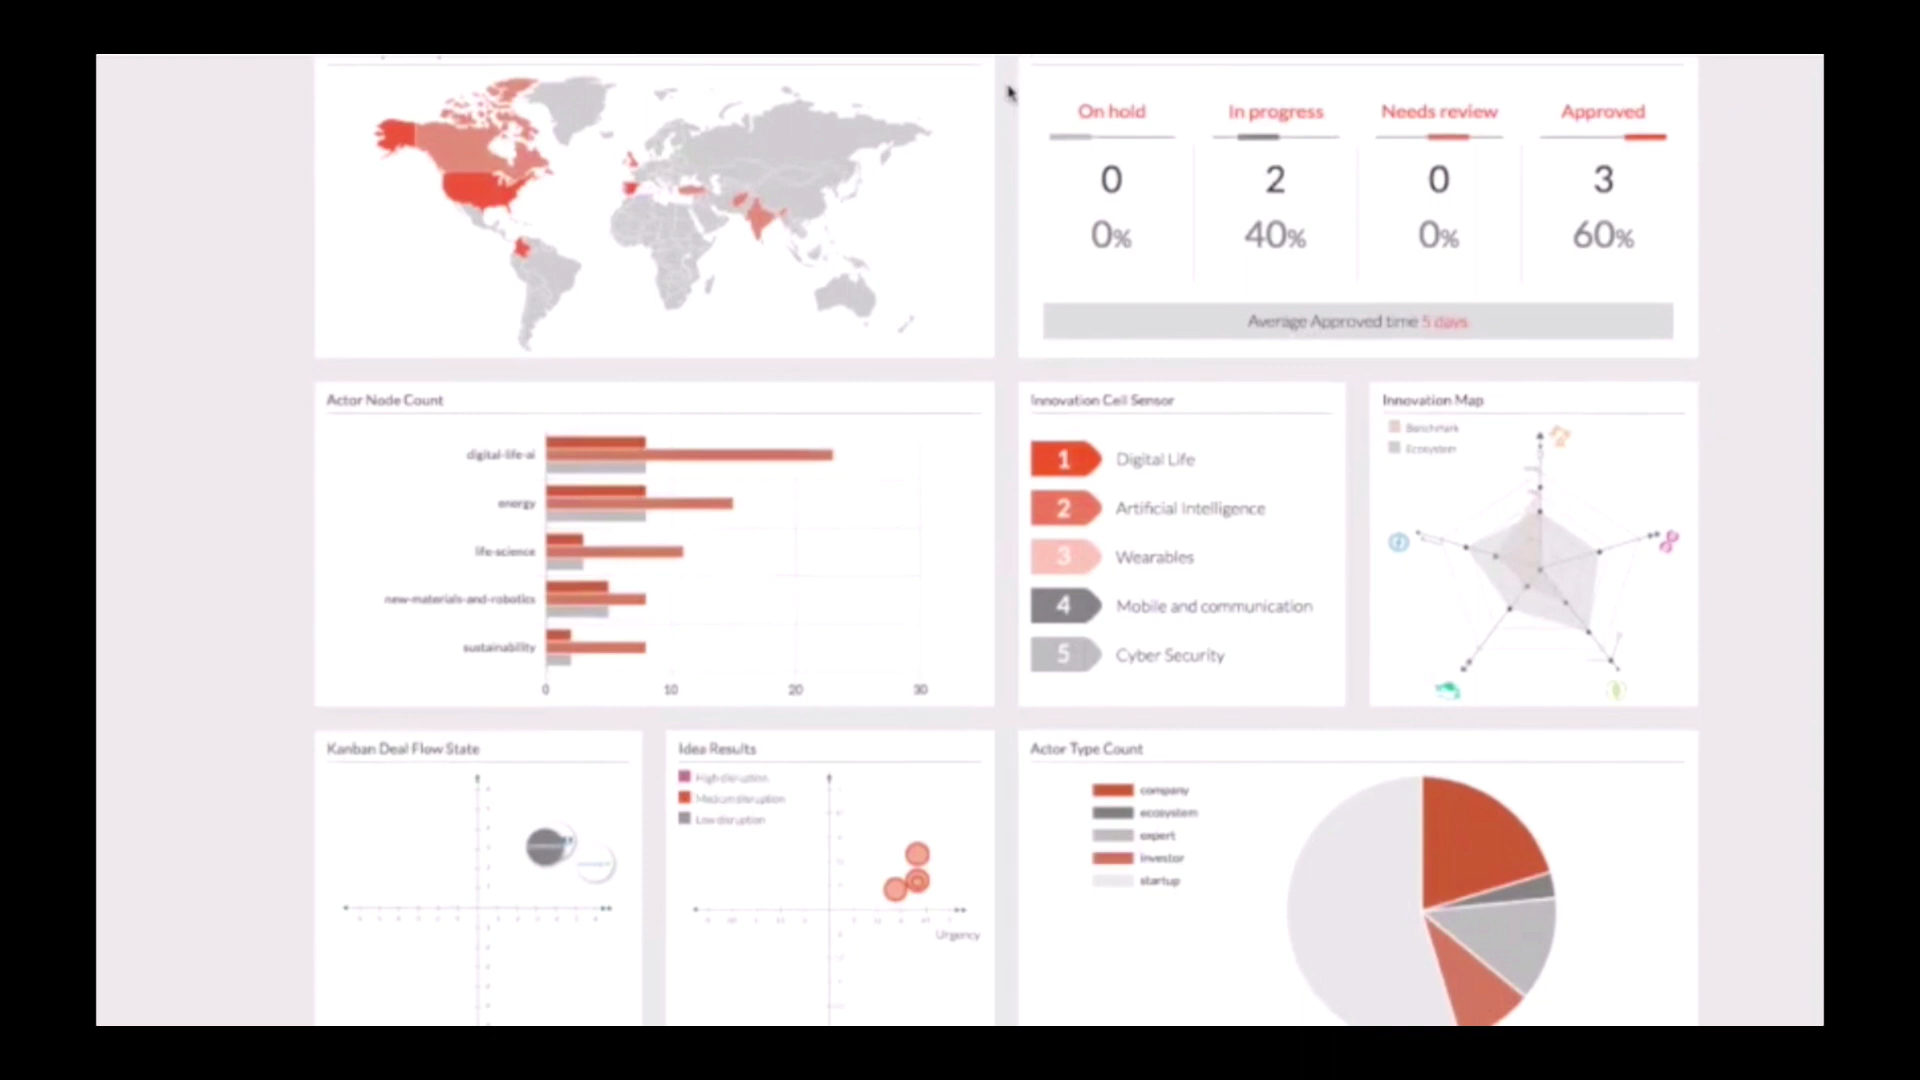 On hold
In progress
Needs review
Approved
0
2
0
3
0%
40%
0%
60%
Average Approved time 5 days
Actor Node Count
digital-life-ai
energy
life-science
new-materials-and-robotics
sustainability
0
10
20
30
Innovation Cell Sensor
1 Digital Life
2 Artificial Intelligence
3 Wearables
4 Mobile and communication
5 Cyber Security
Innovation Map
Benchmark
Ecosystem
Kanban Deal Flow State
Idea Results
High disruption
Medium disruption
Low disruption
Urgency
Actor Type Count
company
ecosystem
expert
investor
startup